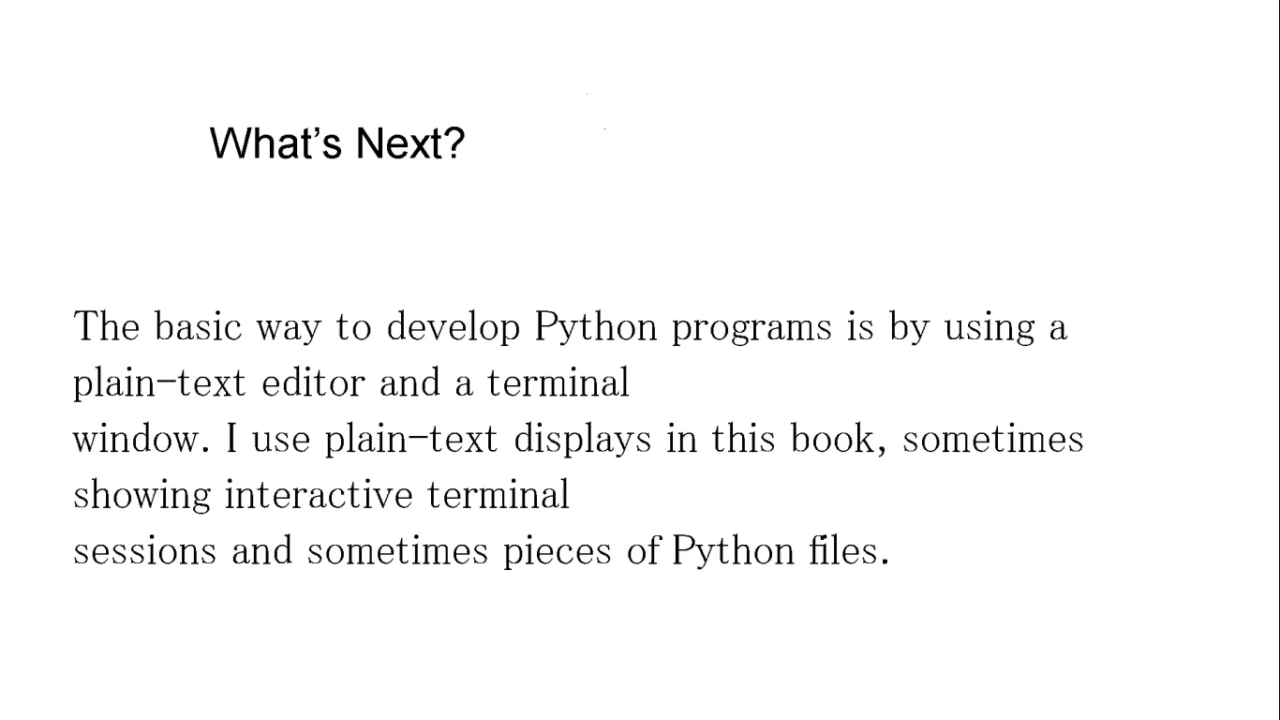 What’s Next?
The basic way to develop Python programs is by using a
plain-text editor and a terminal
window. I use plain-text displays in this book, sometimes
showing interactive terminal
sessions and sometimes pieces of Python files.